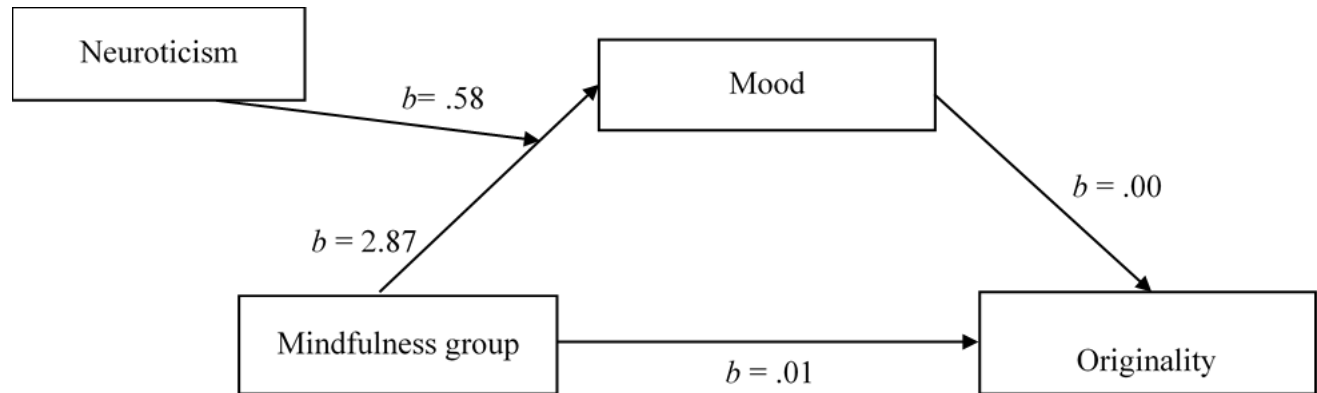 Neuroticism
Mood
b= .58
b = .00
b = 2.87
Mindfulness group
b = .01
Originality